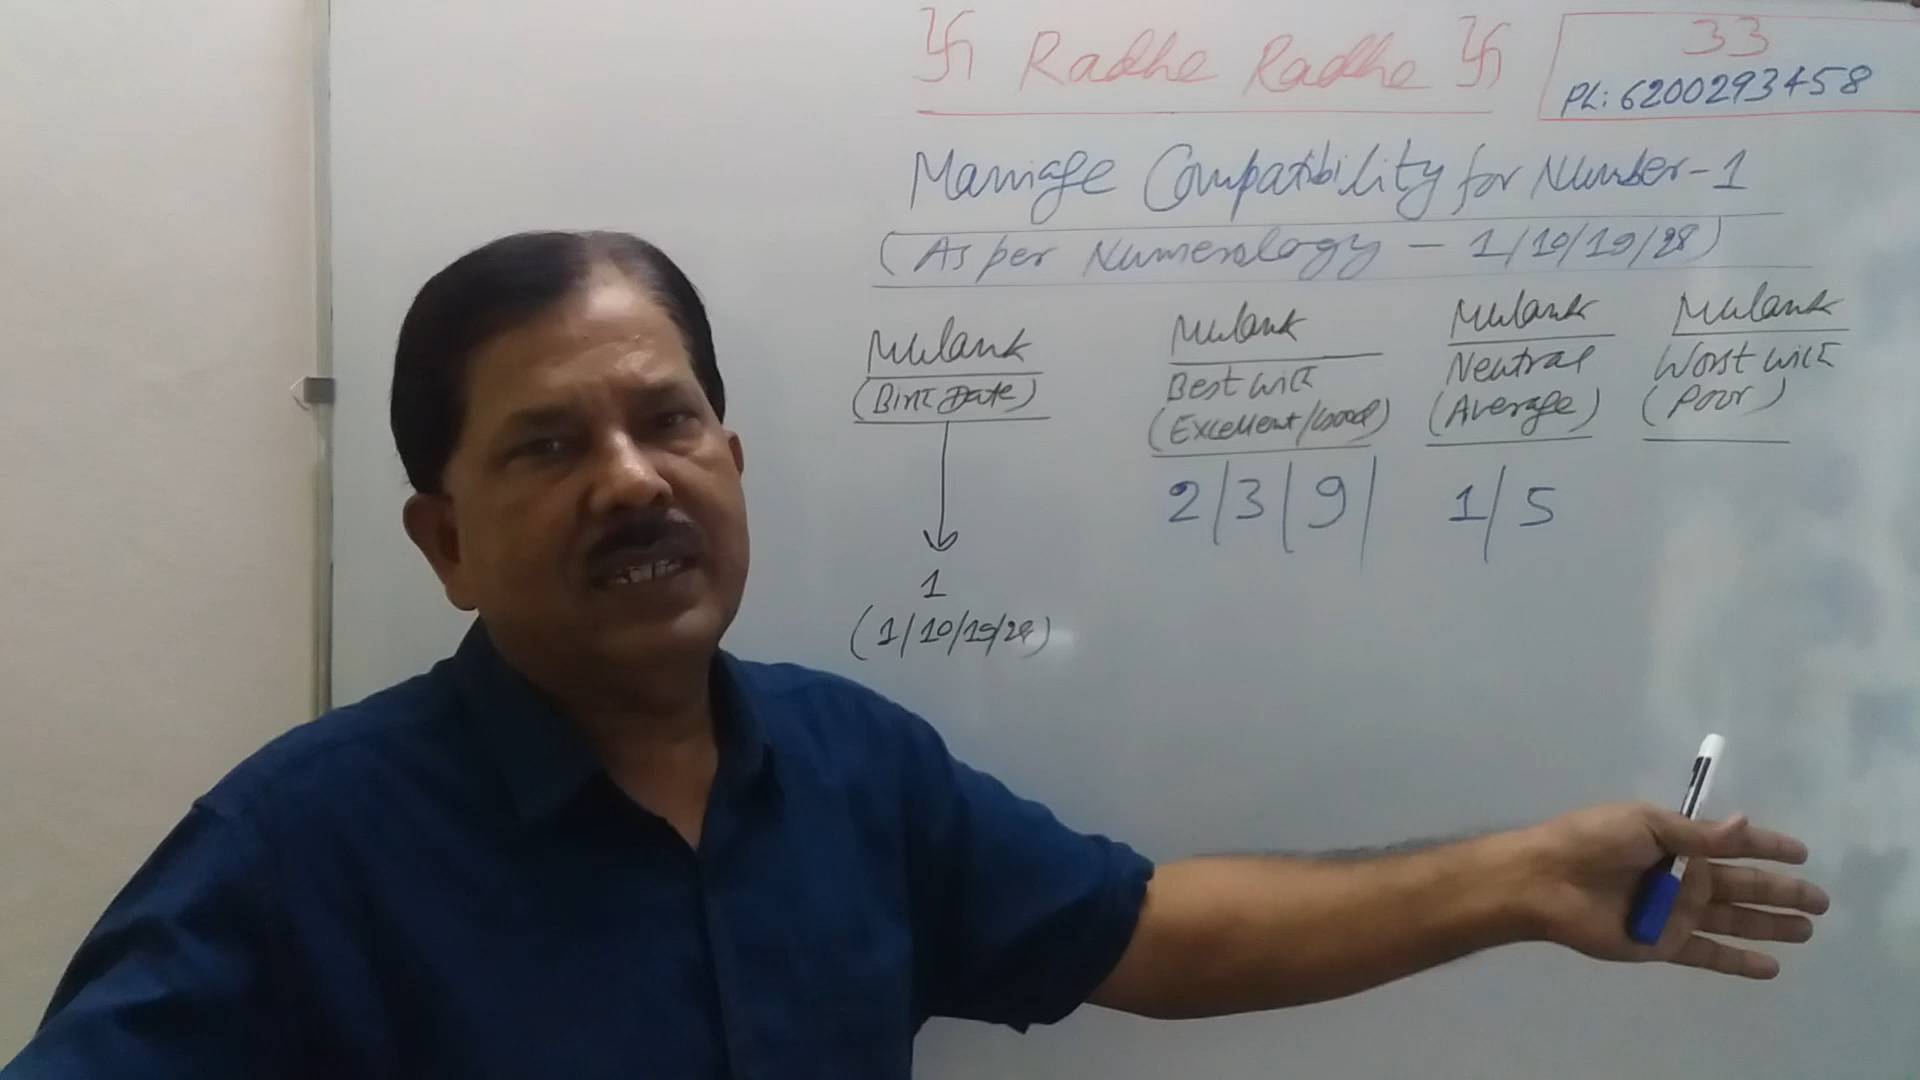 卐 Radhe Radhe 卐
33
Ph: 6200293458
Marriage Compatibility for Number-1
(As per Numerology - 1/10/19/28)
Mulank
(Birth Date)
1
(1/10/19/28)
Mulank
Best with
(Excellent/Good)
2/3/9/
Mulank
Neutral
(Average)
1/5
Mulank
Worst with
(Poor)